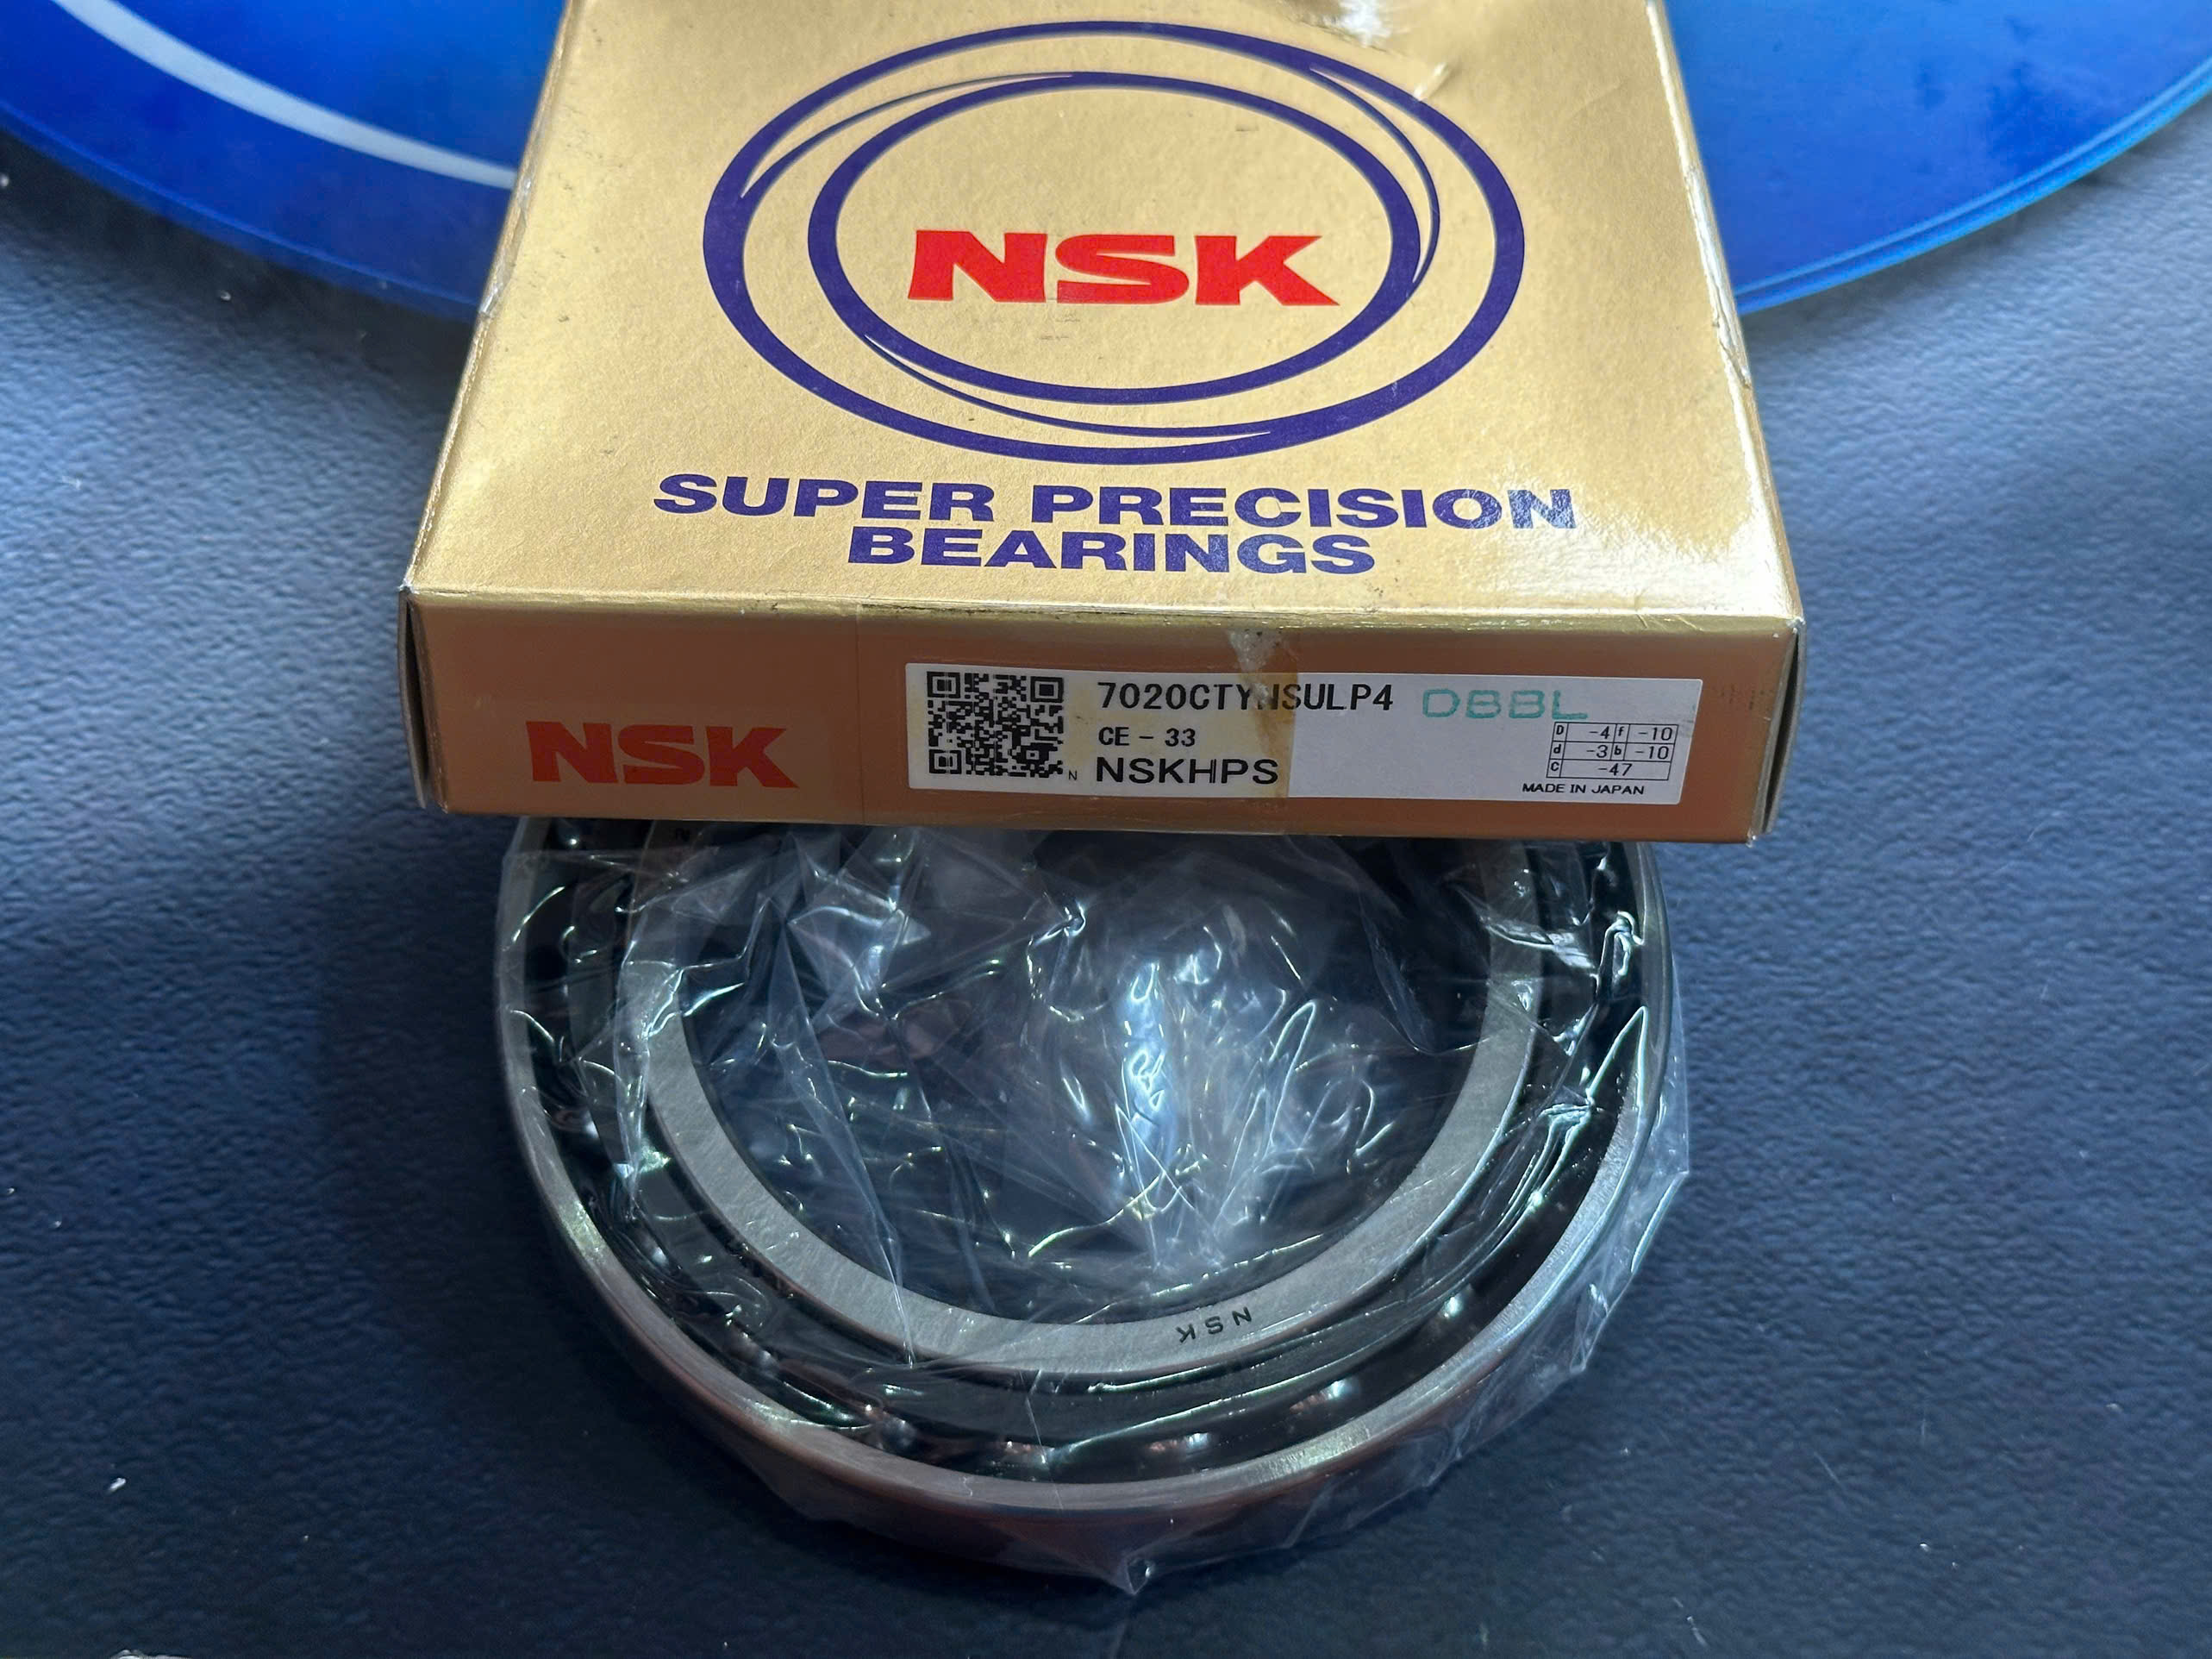 NSK
SUPER PRECISION
BEARINGS
NSK
7020CTYNSULP4 DBBL
CE-33
N NSKHPS
D -4 f -10
d -3 b -10
C -47
MADE IN JAPAN
NSK